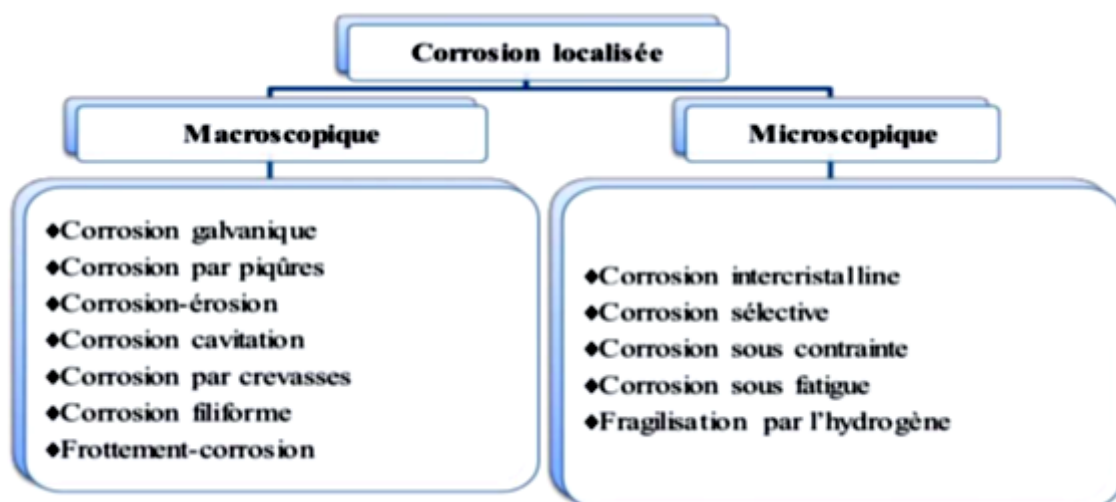 Corrosion localisée
Macroscopique
Microscopique
◆Corrosion galvanique
◆Corrosion par piqûres
◆Corrosion-érosion
◆Corrosion cavitation
◆Corrosion par crevasses
◆Corrosion filiforme
◆Frottement-corrosion
◆Corrosion intercristalline
◆Corrosion sélective
◆Corrosion sous contrainte
◆Corrosion sous fatigue
◆Fragilisation par l'hydrogène